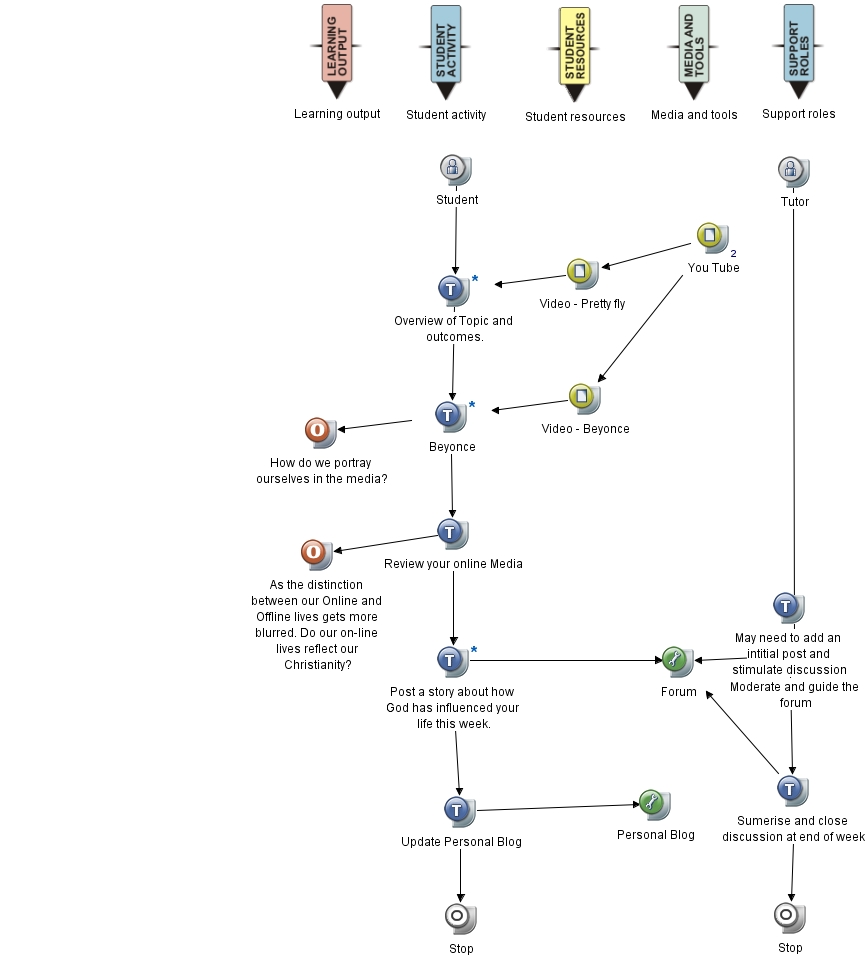 LEARNING
OUTPUT
STUDENT
ACTIVITY
STUDENT
RESOURCES
MEDIA AND
TOOLS
SUPPORT
ROLES
Learning output
Student activity
Student resources
Media and tools
Support roles
Student
Tutor
2
You Tube
T
*
Video - Pretty fly
Overview of Topic and
outcomes.
T
*
Video - Beyonce
O
Beyonce
How do we portray
ourselves in the media?
T
O
Review your online Media
As the distinction
between our Online and
Offline lives gets more
blurred. Do our on-line
lives reflect our
Christianity?
T
May need to add an
intitial post and
stimulate discussion
Moderate and guide the
forum
T
*
Forum
Post a story about how
God has influenced your
life this week.
T
Sumerise and close
discussion at end of week
T
Update Personal Blog
Personal Blog
Stop
Stop